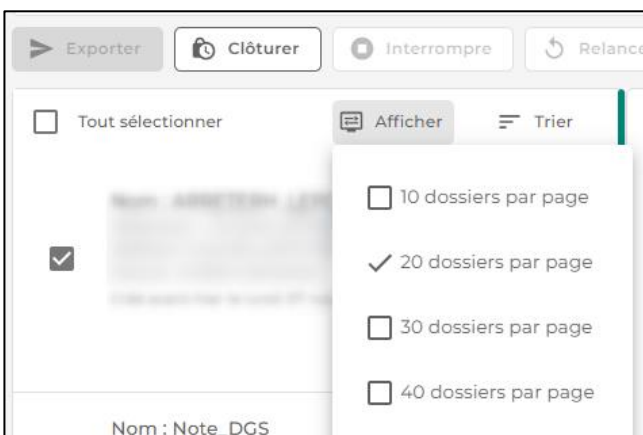 Exporter Clôturer Interrompre Relance
Tout sélectionner Afficher Trier
10 dossiers par page
20 dossiers par page
30 dossiers par page
40 dossiers par page
Nom : Note_DGS